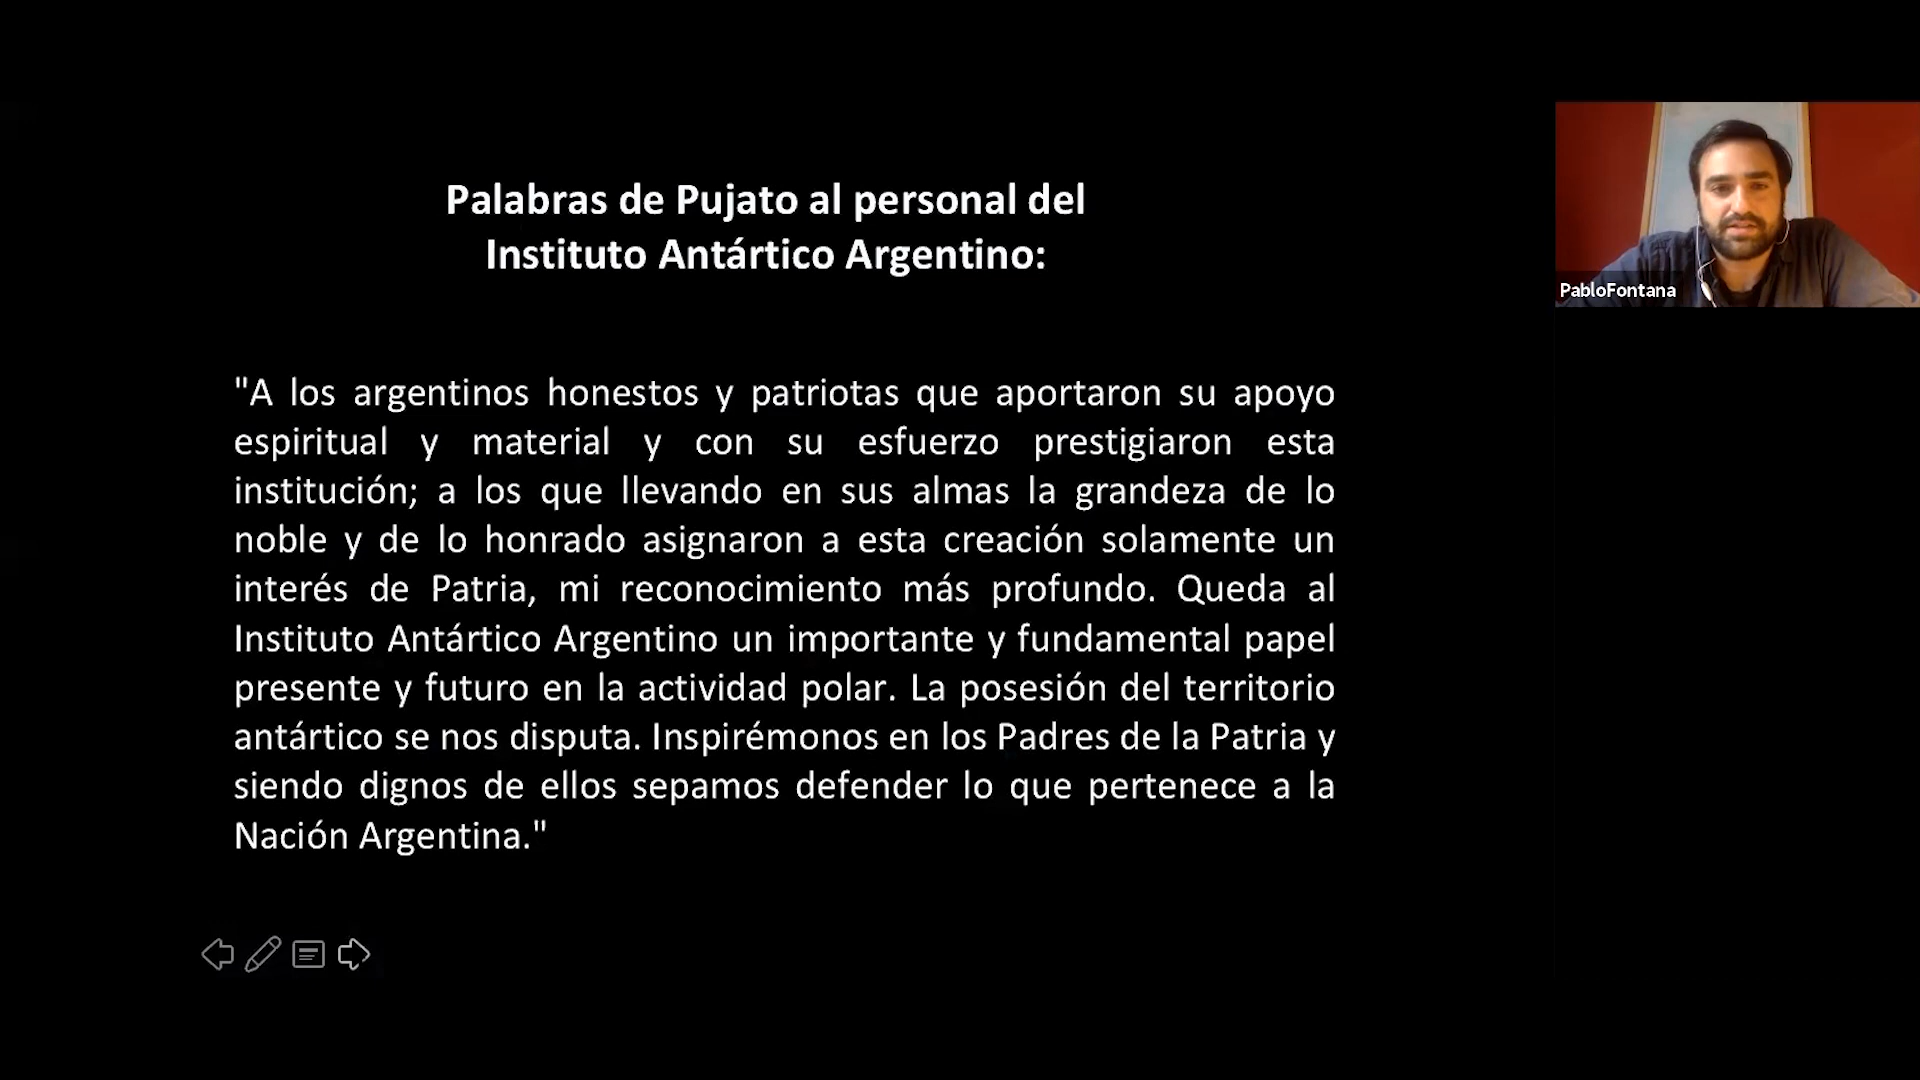 Palabras de Pujato al personal del
Instituto Antártico Argentino:
"A los argentinos honestos y patriotas que aportaron su apoyo
espiritual y material y con su esfuerzo prestigiaron esta
institución; a los que llevando en sus almas la grandeza de lo
noble y de lo honrado asignaron a esta creación solamente un
interés de Patria, mi reconocimiento más profundo. Queda al
Instituto Antártico Argentino un importante y fundamental papel
presente y futuro en la actividad polar. La posesión del territorio
antártico se nos disputa. Inspirémonos en los Padres de la Patria y
siendo dignos de ellos sepamos defender lo que pertenece a la
Nación Argentina."
PabloFontana